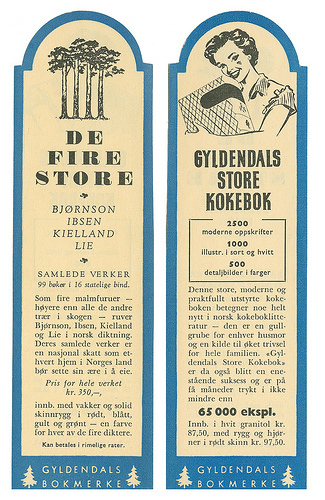 DE
FIRE
STORE
BJØRNSON
IBSEN
KIELLAND
LIE
SAMLEDE VERKER
99 bøker i 16 statelige bind.
Som fire malmfuruer —
høyere enn alle de andre
trær i skogen — ruver
Bjørnson, Ibsen, Kielland
og Lie i norsk diktning.
Deres samlede verker er
en nasjonal skatt som et-
hvert hjem i Norges land
bør sette sin ære i å eie.
Pris for hele verket
kr. 350,—,
innb. med vakker og solid
skinnrygg i rødt, blått,
gult og grønt — en farve
for hver av de fire diktere.
Kan betales i rimelige rater.
GYLDENDALS
BOKMERKE
GYLDENDALS
STORE
KOKEBOK
2500
moderne oppskrifter
1000
illustr. i sort og hvitt
500
detaljbilder i farger
Denne store, moderne og
praktfullt utstyrte koke-
boken betegner noe helt
nytt i norsk kokeboklitte-
ratur — den er en gull-
grube for enhver husmor
og en kilde til øket trivsel
for hele familien. «Gyl-
dendals Store Kokebok»
er da også blitt en ene-
stående suksess og er på
få måneder trykt i ikke
mindre enn
65 000 ekspl.
Innb. i hvit granitol kr.
87,50, med rygg og hjør-
ner i rødt skinn kr. 97,50.
GYLDENDALS
BOKMERKE